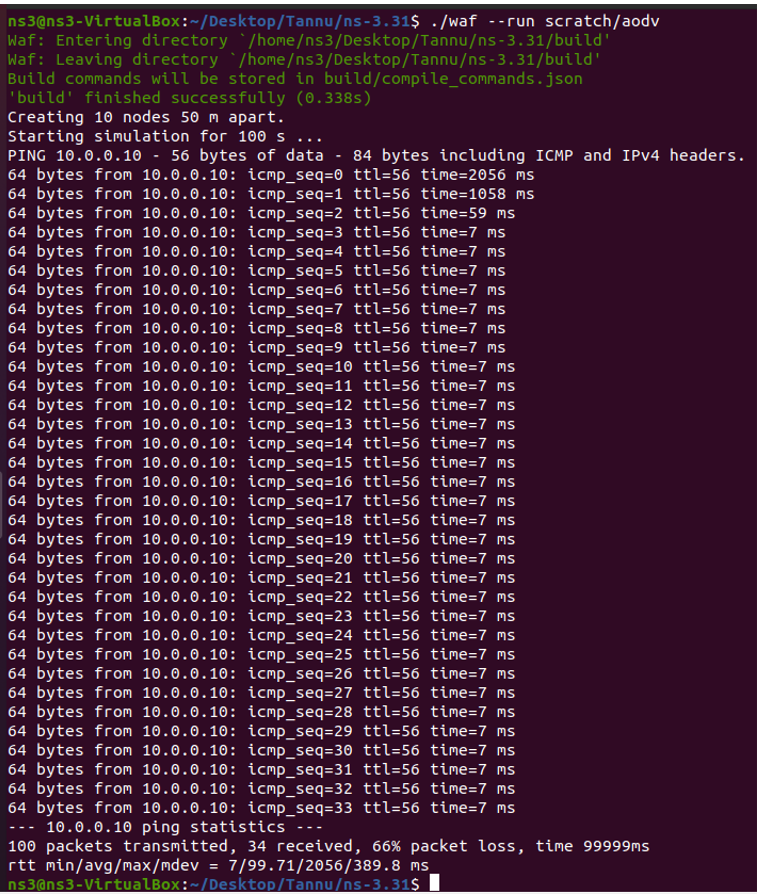 ns3@ns3-VirtualBox:~/Desktop/Tannu/ns-3.31$ ./waf --run scratch/aodv
Waf: Entering directory `/home/ns3/Desktop/Tannu/ns-3.31/build'
Waf: Leaving directory `/home/ns3/Desktop/Tannu/ns-3.31/build'
Build commands will be stored in build/compile_commands.json
'build' finished successfully (0.338s)
Creating 10 nodes 50 m apart.
Starting simulation for 100 s ...
PING 10.0.0.10 - 56 bytes of data - 84 bytes including ICMP and IPv4 headers.
64 bytes from 10.0.0.10: icmp_seq=0 ttl=56 time=2056 ms
64 bytes from 10.0.0.10: icmp_seq=1 ttl=56 time=1058 ms
64 bytes from 10.0.0.10: icmp_seq=2 ttl=56 time=59 ms
64 bytes from 10.0.0.10: icmp_seq=3 ttl=56 time=7 ms
64 bytes from 10.0.0.10: icmp_seq=4 ttl=56 time=7 ms
64 bytes from 10.0.0.10: icmp_seq=5 ttl=56 time=7 ms
64 bytes from 10.0.0.10: icmp_seq=6 ttl=56 time=7 ms
64 bytes from 10.0.0.10: icmp_seq=7 ttl=56 time=7 ms
64 bytes from 10.0.0.10: icmp_seq=8 ttl=56 time=7 ms
64 bytes from 10.0.0.10: icmp_seq=9 ttl=56 time=7 ms
64 bytes from 10.0.0.10: icmp_seq=10 ttl=56 time=7 ms
64 bytes from 10.0.0.10: icmp_seq=11 ttl=56 time=7 ms
64 bytes from 10.0.0.10: icmp_seq=12 ttl=56 time=7 ms
64 bytes from 10.0.0.10: icmp_seq=13 ttl=56 time=7 ms
64 bytes from 10.0.0.10: icmp_seq=14 ttl=56 time=7 ms
64 bytes from 10.0.0.10: icmp_seq=15 ttl=56 time=7 ms
64 bytes from 10.0.0.10: icmp_seq=16 ttl=56 time=7 ms
64 bytes from 10.0.0.10: icmp_seq=17 ttl=56 time=7 ms
64 bytes from 10.0.0.10: icmp_seq=18 ttl=56 time=7 ms
64 bytes from 10.0.0.10: icmp_seq=19 ttl=56 time=7 ms
64 bytes from 10.0.0.10: icmp_seq=20 ttl=56 time=7 ms
64 bytes from 10.0.0.10: icmp_seq=21 ttl=56 time=7 ms
64 bytes from 10.0.0.10: icmp_seq=22 ttl=56 time=7 ms
64 bytes from 10.0.0.10: icmp_seq=23 ttl=56 time=7 ms
64 bytes from 10.0.0.10: icmp_seq=24 ttl=56 time=7 ms
64 bytes from 10.0.0.10: icmp_seq=25 ttl=56 time=7 ms
64 bytes from 10.0.0.10: icmp_seq=26 ttl=56 time=7 ms
64 bytes from 10.0.0.10: icmp_seq=27 ttl=56 time=7 ms
64 bytes from 10.0.0.10: icmp_seq=28 ttl=56 time=7 ms
64 bytes from 10.0.0.10: icmp_seq=29 ttl=56 time=7 ms
64 bytes from 10.0.0.10: icmp_seq=30 ttl=56 time=7 ms
64 bytes from 10.0.0.10: icmp_seq=31 ttl=56 time=7 ms
64 bytes from 10.0.0.10: icmp_seq=32 ttl=56 time=7 ms
64 bytes from 10.0.0.10: icmp_seq=33 ttl=56 time=7 ms
--- 10.0.0.10 ping statistics ---
100 packets transmitted, 34 received, 66% packet loss, time 99999ms
rtt min/avg/max/mdev = 7/99.71/2056/389.8 ms
ns3@ns3-VirtualBox:~/Desktop/Tannu/ns-3.31$